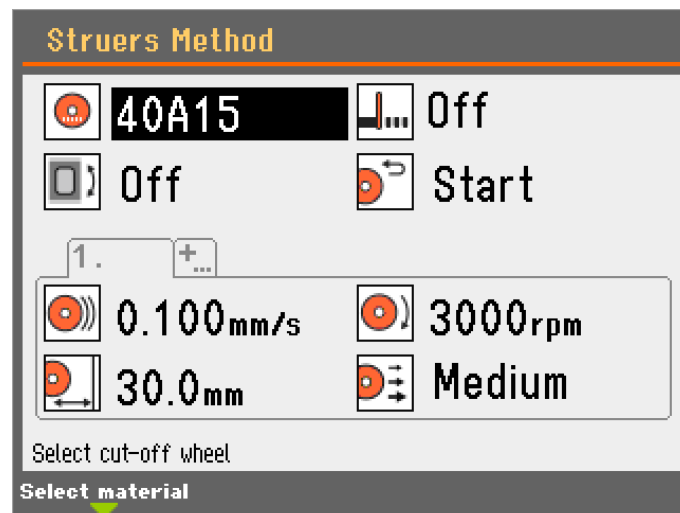 Struers Method
40A15 Off
Off Start
1. +...
0.100mm/s 3000rpm
30.0mm Medium
Select cut-off wheel
Select material